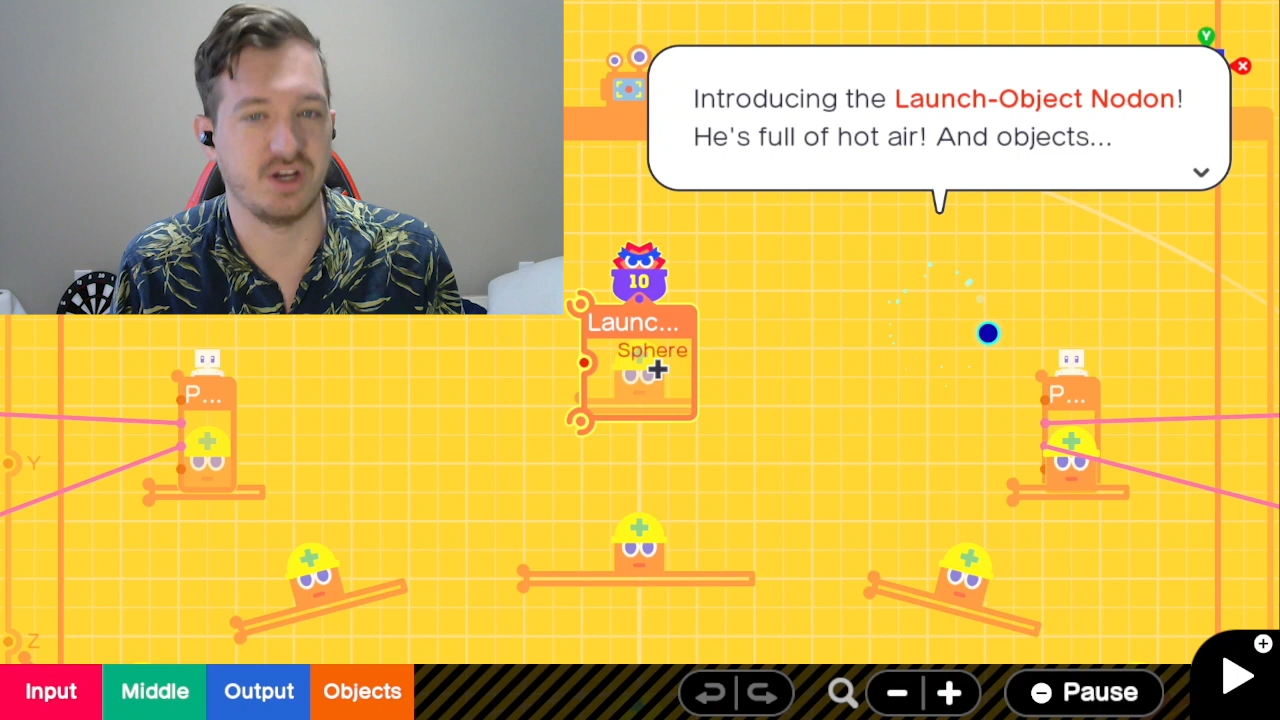 Y
Introducing the Launch-Object Nodon!
He's full of hot air! And objects...
10
Launc...
Sphere
P...
P...
Y
Z
Input
Middle
Output
Objects
Pause